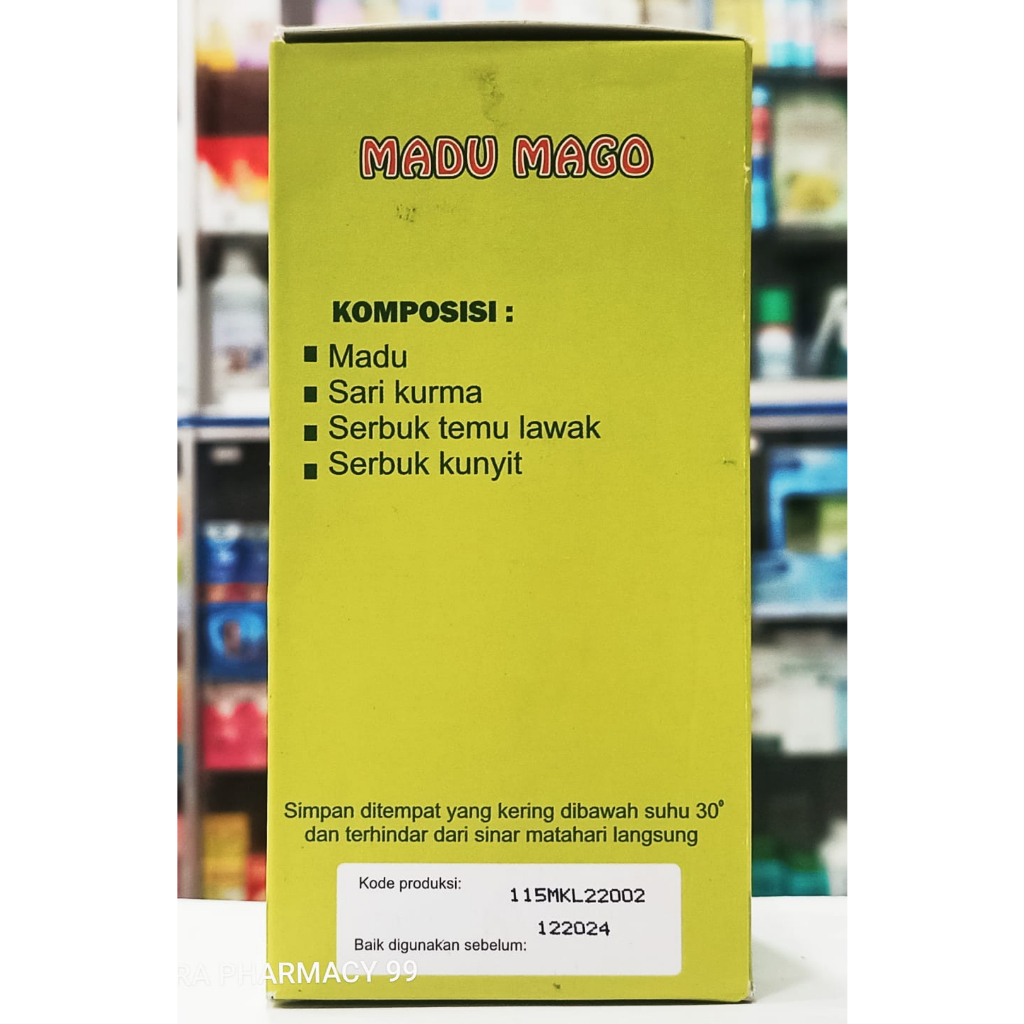 MADU MAGO
KOMPOSISI :
Madu
Sari kurma
Serbuk temu lawak
Serbuk kunyit
Simpan ditempat yang kering dibawah suhu 30°
dan terhindar dari sinar matahari langsung
Kode produksi: 115MKL22002
122024
Baik digunakan sebelum:
RA PHARMACY 99